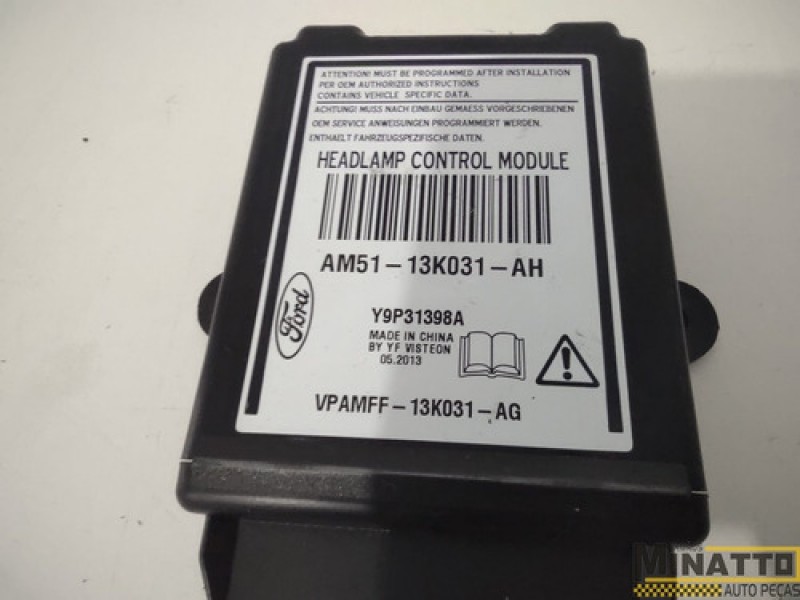 ATTENTION! MUST BE PROGRAMMED AFTER INSTALLATION
PER OEM AUTHORIZED INSTRUCTIONS
CONTAINS VEHICLE SPECIFIC DATA.
ACHTUNG! MUSS NACH EINBAU GEMAESS VORGESCHRIEBENEN
OEM SERVICE ANWEISUNGEN PROGRAMMIERT WERDEN.
ENTHAELT FAHRZEUGSPEZIFISCHE DATEN.
HEADLAMP CONTROL MODULE
AM51-13K031-AH
Ford
Y9P31398A
MADE IN CHINA
BY YF VISTEON
05.2013
VPAMFF-13K031-AG
MINATTO
AUTO PEÇAS